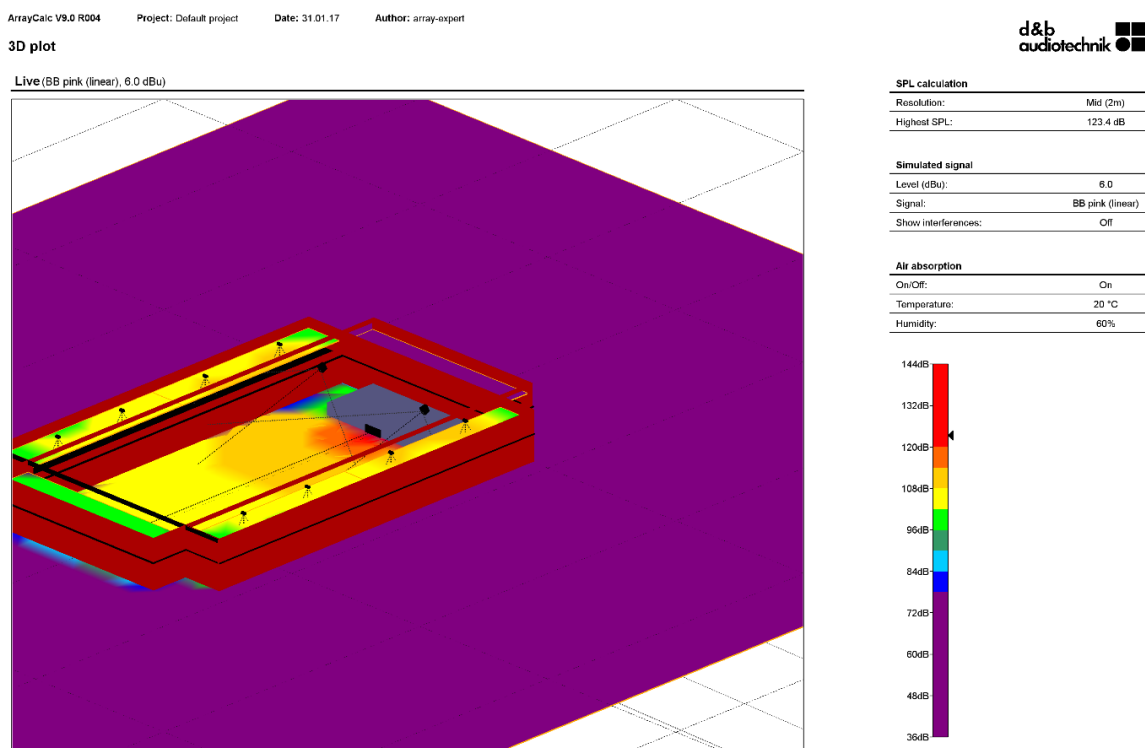 ArrayCalc V9.0 R004 Project: Default project Date: 31.01.17 Author: array-expert
d&b
audiotechnik
3D plot
Live (BB pink (linear), 6.0 dBu)
SPL calculation
Resolution: Mid (2m)
Highest SPL: 123.4 dB
Simulated signal
Level (dBu): 6.0
Signal: BB pink (linear)
Show interferences: Off
Air absorption
On/Off: On
Temperature: 20 °C
Humidity: 60%
144dB
132dB
120dB
108dB
96dB
84dB
72dB
60dB
48dB
36dB